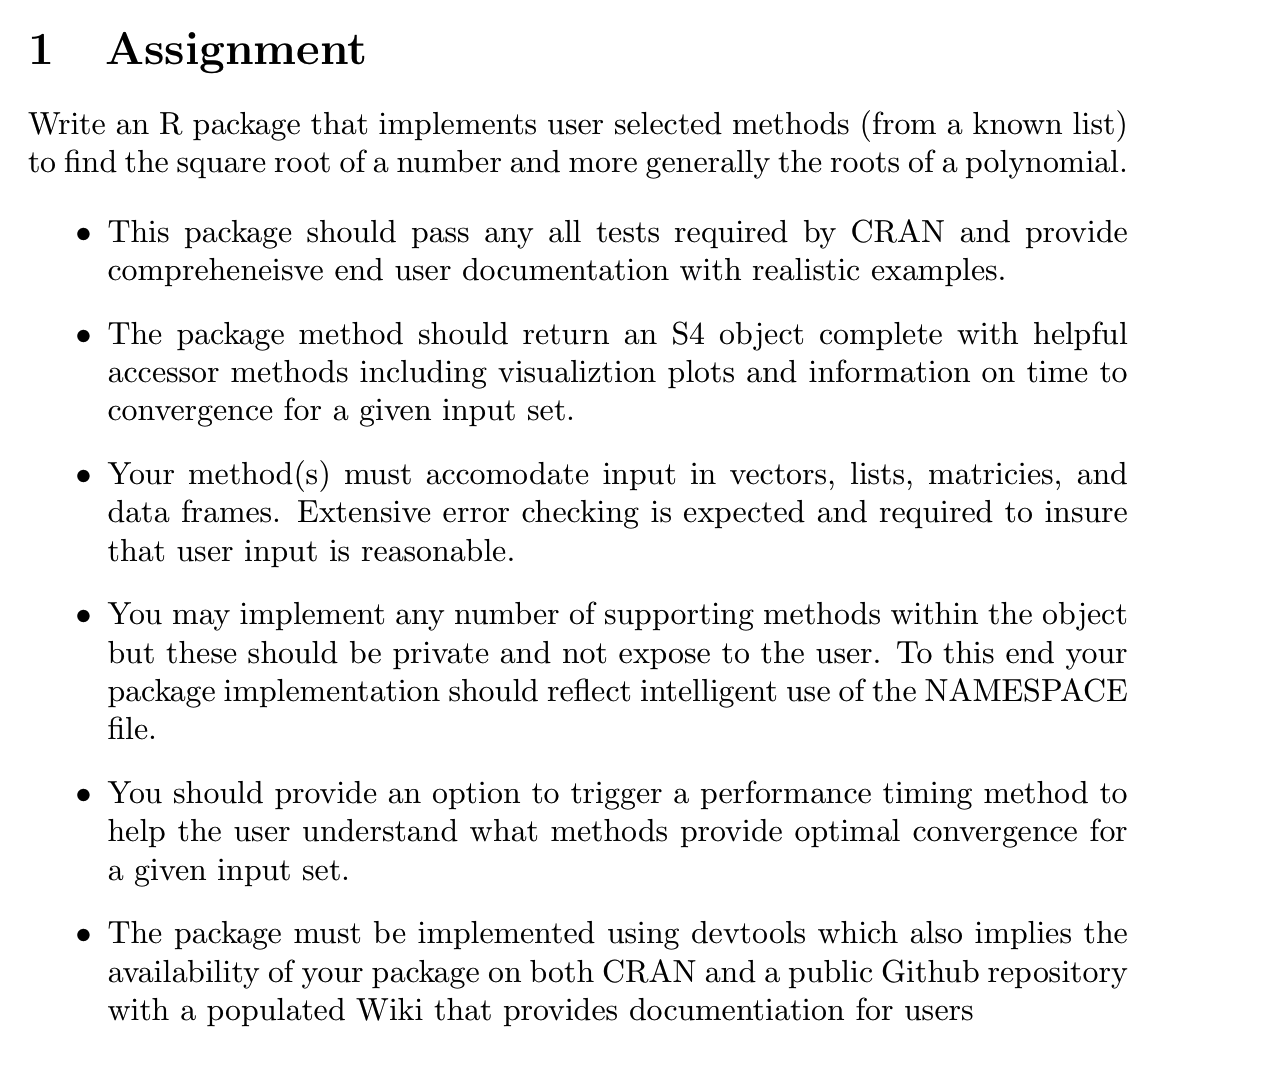 1 Assignment
Write an R package that implements user selected methods (from a known list)
to find the square root of a number and more generally the roots of a polynomial.
• This package should pass any all tests required by CRAN and provide
compreheneisve end user documentation with realistic examples.
• The package method should return an S4 object complete with helpful
accessor methods including visualiztion plots and information on time to
convergence for a given input set.
• Your method(s) must accomodate input in vectors, lists, matricies, and
data frames. Extensive error checking is expected and required to insure
that user input is reasonable.
• You may implement any number of supporting methods within the object
but these should be private and not expose to the user. To this end your
package implementation should reflect intelligent use of the NAMESPACE
file.
• You should provide an option to trigger a performance timing method to
help the user understand what methods provide optimal convergence for
a given input set.
• The package must be implemented using devtools which also implies the
availability of your package on both CRAN and a public Github repository
with a populated Wiki that provides documentiation for users